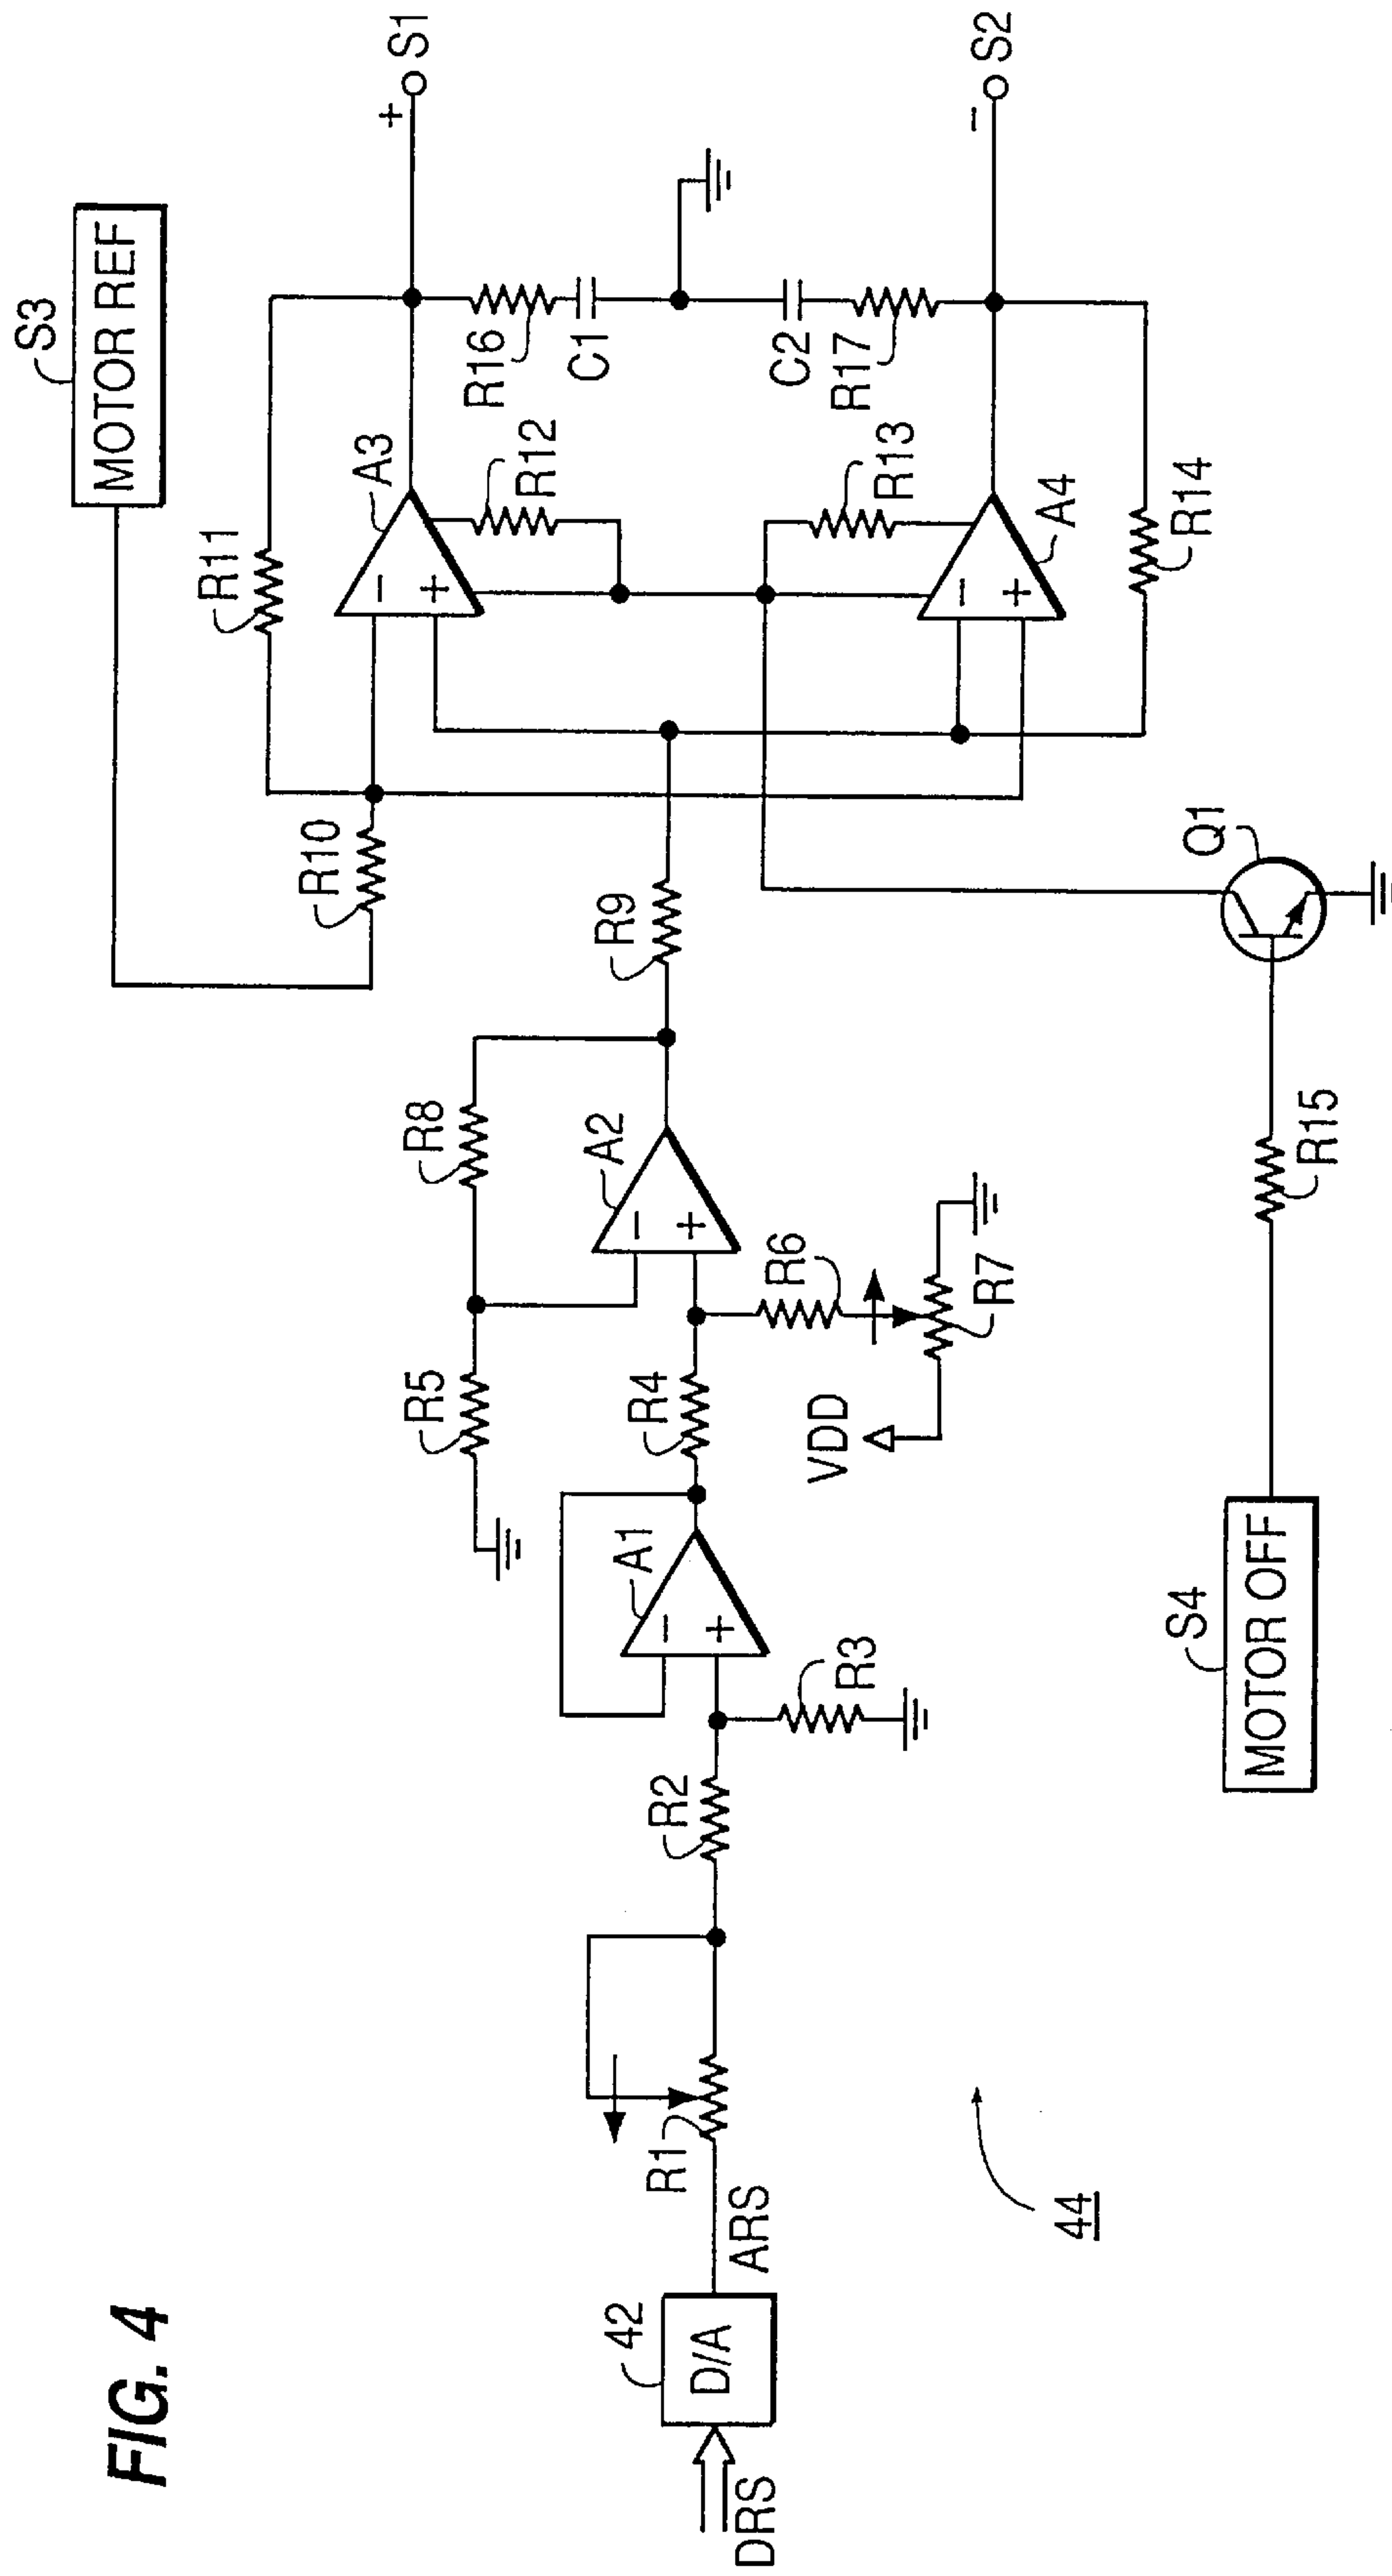 FIG. 4
DRS
42
D/A
ARS
R1
44
R2
R3
A1
−
+
R4
R5
R8
A2
−
+
R6
VDD
R7
R9
R10
S3
MOTOR REF
R11
A3
−
+
R12
R16
C1
C2
R17
R13
A4
−
+
R14
+
S1
−
S2
S4
MOTOR OFF
R15
Q1